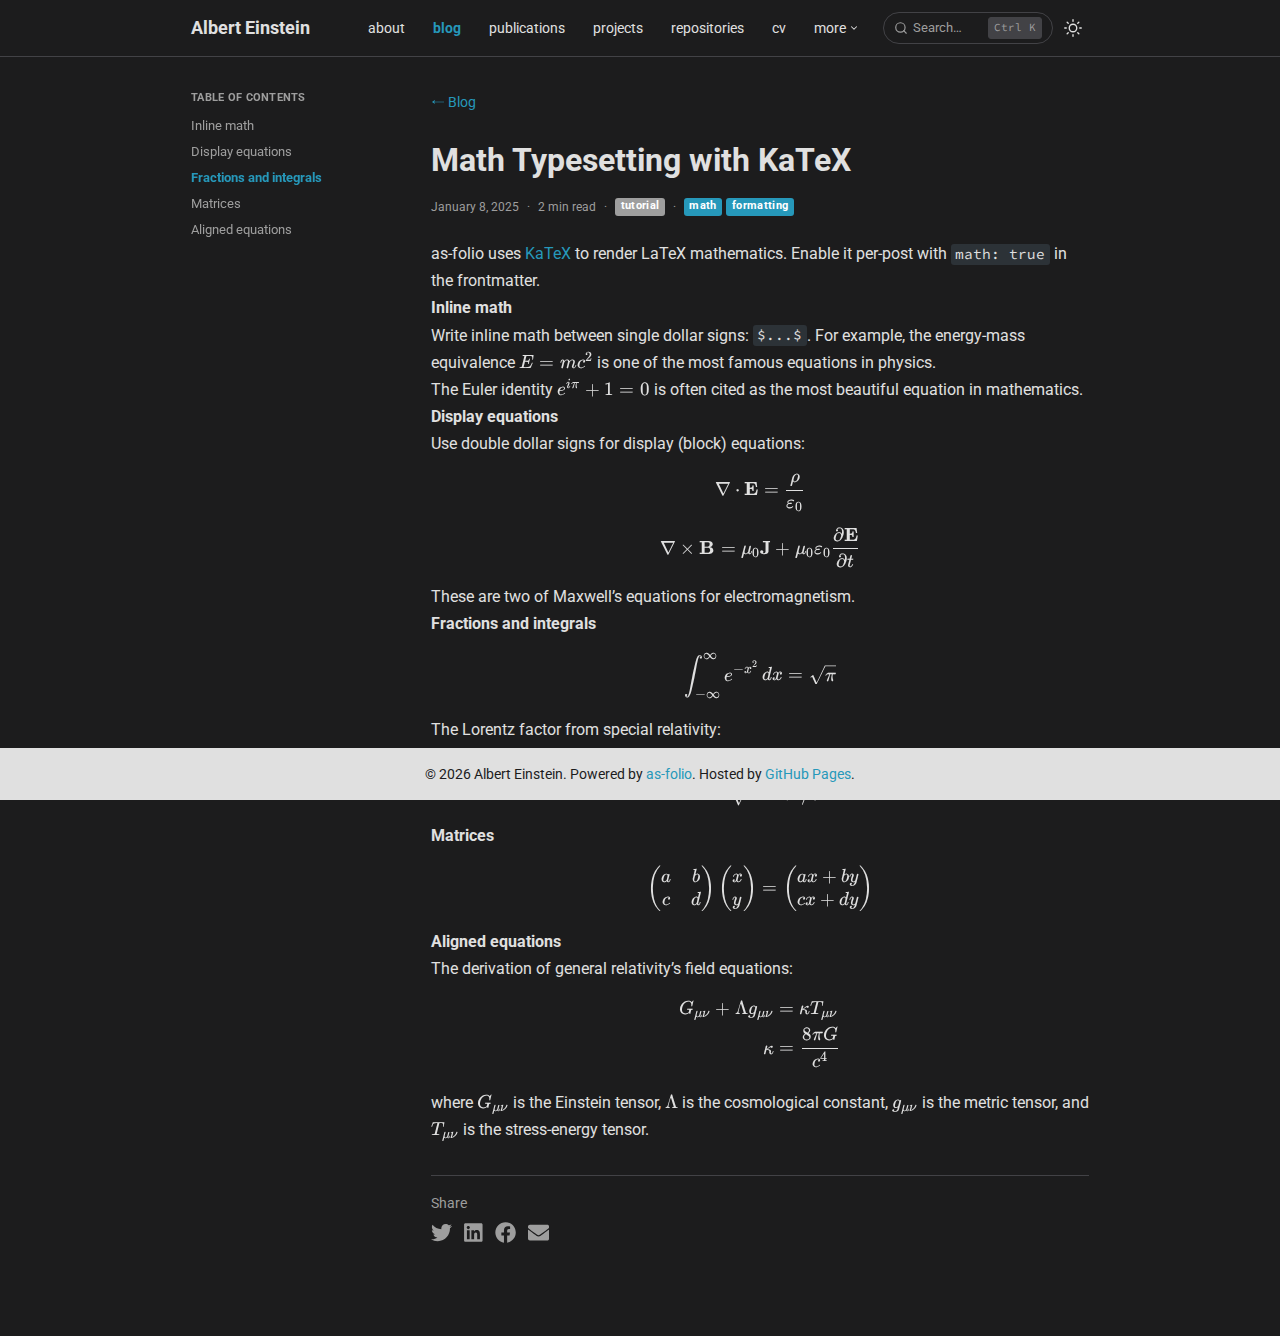 Albert Einstein
about blog publications projects repositories cv more
Search... Ctrl K
TABLE OF CONTENTS
Inline math
Display equations
Fractions and integrals
Matrices
Aligned equations
← Blog
Math Typesetting with KaTeX
January 8, 2025 · 2 min read · tutorial · math formatting
as-folio uses KaTeX to render LaTeX mathematics. Enable it per-post with math: true in
the frontmatter.
Inline math
Write inline math between single dollar signs: $...$. For example, the energy-mass
equivalence E = mc² is one of the most famous equations in physics.
The Euler identity e^{iπ} + 1 = 0 is often cited as the most beautiful equation in mathematics.
Display equations
Use double dollar signs for display (block) equations:
∇ · E = ρ/ε₀
∇ × B = μ₀J + μ₀ε₀ ∂E/∂t
These are two of Maxwell’s equations for electromagnetism.
Fractions and integrals
∫_{−∞}^{∞} e^{−x²} dx = √π
The Lorentz factor from special relativity:
© 2026 Albert Einstein. Powered by as-folio. Hosted by GitHub Pages.
Matrices
(a b; c d)(x; y) = (ax + by; cx + dy)
Aligned equations
The derivation of general relativity’s field equations:
G_{μν} + Λg_{μν} = κT_{μν}
κ = 8πG/c⁴
where G_{μν} is the Einstein tensor, Λ is the cosmological constant, g_{μν} is the metric tensor, and
T_{μν} is the stress-energy tensor.
Share